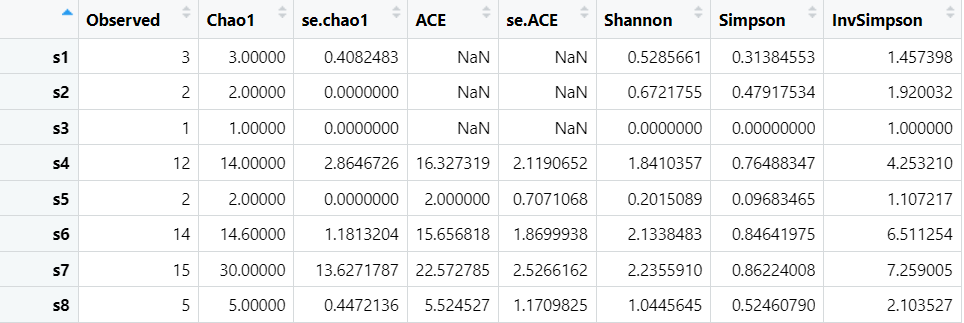 Observed Chao1 se.chao1 ACE se.ACE Shannon Simpson InvSimpson
s1 3 3.00000 0.4082483 NaN NaN 0.5285661 0.31384553 1.457398
s2 2 2.00000 0.0000000 NaN NaN 0.6721755 0.47917534 1.920032
s3 1 1.00000 0.0000000 NaN NaN 0.0000000 0.00000000 1.000000
s4 12 14.00000 2.8646726 16.327319 2.1190652 1.8410357 0.76488347 4.253210
s5 2 2.00000 0.0000000 2.000000 0.7071068 0.2015089 0.09683465 1.107217
s6 14 14.60000 1.1813204 15.656818 1.8699938 2.1338483 0.84641975 6.511254
s7 15 30.00000 13.6271787 22.572785 2.5266162 2.2355910 0.86224008 7.259005
s8 5 5.00000 0.4472136 5.524527 1.1709825 1.0445645 0.52460790 2.103527